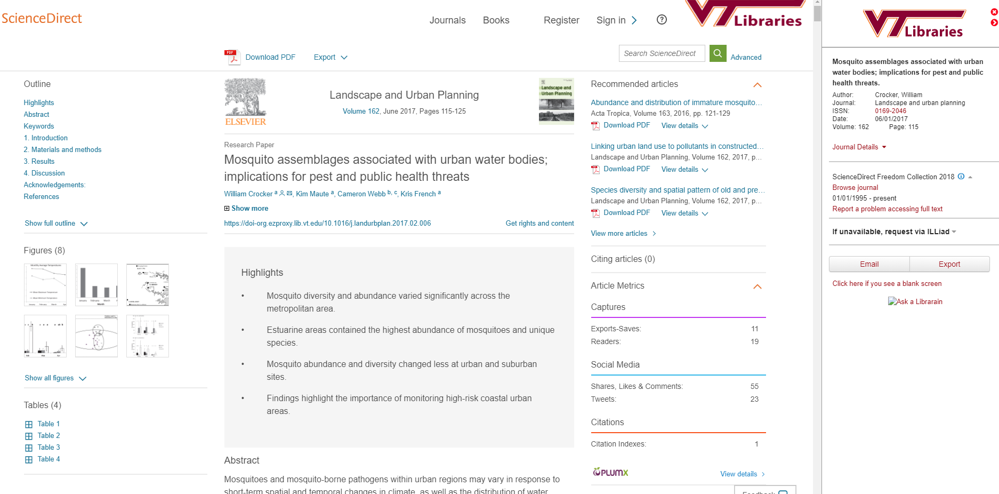 ScienceDirect
Journals Books Register Sign in ?
VT Libraries
PDF Download PDF Export
Search ScienceDirect Advanced
Outline
Highlights
Abstract
Keywords
1. Introduction
2. Materials and methods
3. Results
4. Discussion
Acknowledgements:
References
Show full outline
Figures (8)
Monthly Average Temperatures
January February March
Month
Show all figures
Tables (4)
Table 1
Table 2
Table 3
Table 4
ELSEVIER
Landscape and Urban Planning
Volume 162, June 2017, Pages 115-125
Landscape and
Urban Planning
Research Paper
Mosquito assemblages associated with urban water bodies;
implications for pest and public health threats
William Crocker a, Kim Maute a, Cameron Webb b, c, Kris French a
Show more
https://doi-org.ezproxy.lib.vt.edu/10.1016/j.landurbplan.2017.02.006 Get rights and content
Highlights
• Mosquito diversity and abundance varied significantly across the
metropolitan area.
• Estuarine areas contained the highest abundance of mosquitoes and unique
species.
• Mosquito abundance and diversity changed less at urban and suburban
sites.
• Findings highlight the importance of monitoring high-risk coastal urban
areas.
Abstract
Mosquitoes and mosquito-borne pathogens within urban regions may vary in response to
short-term spatial and temporal changes in climate, as well as the distribution of water
Recommended articles
Abundance and distribution of immature mosquito…
Acta Tropica, Volume 163, 2016, pp. 121-129
Download PDF View details
Linking urban land use to pollutants in constructed…
Landscape and Urban Planning, Volume 162, 2017, p…
Download PDF View details
Species diversity and spatial pattern of old and pre…
Landscape and Urban Planning, Volume 162, 2017, p…
Download PDF View details
View more articles
Citing articles (0)
Article Metrics
Captures
Exports-Saves: 11
Readers: 19
Social Media
Shares, Likes & Comments: 55
Tweets: 23
Citations
Citation Indexes: 1
PLUMX View details
Feedback
VT Libraries
Mosquito assemblages associated with urban
water bodies; implications for pest and public
health threats.
Author: Crocker, William
Journal: Landscape and urban planning
ISSN: 0169-2046
Date: 06/01/2017
Volume: 162 Page: 115
Journal Details
ScienceDirect Freedom Collection 2018
Browse journal
01/01/1995 - present
Report a problem accessing full text
If unavailable, request via ILLiad
Email Export
Click here if you see a blank screen
Ask a Librarain